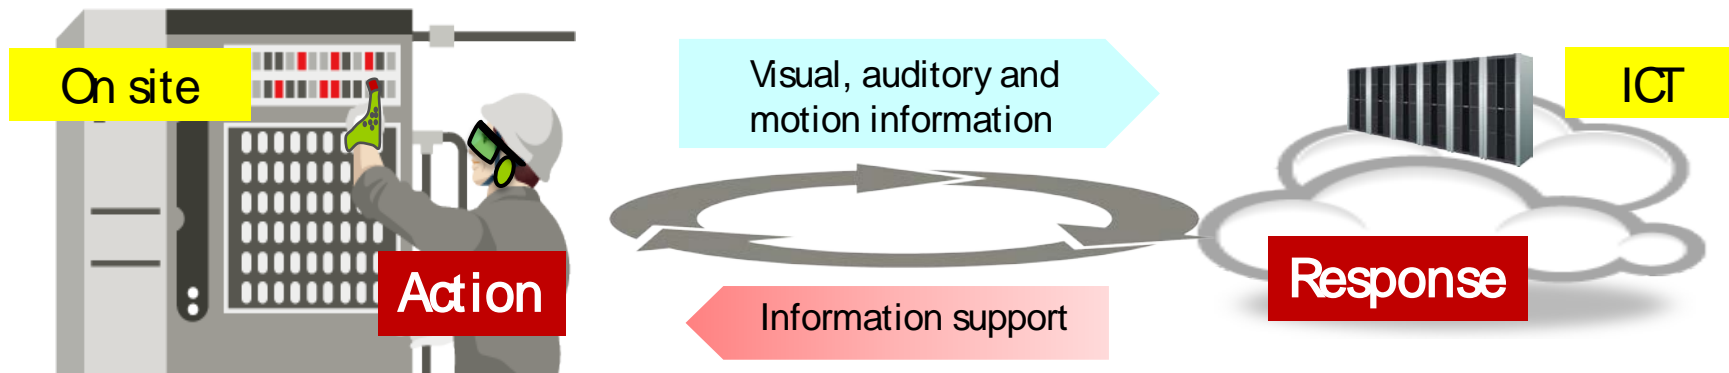 On site
Visual, auditory and
motion information
ICT
Action
Response
Information support